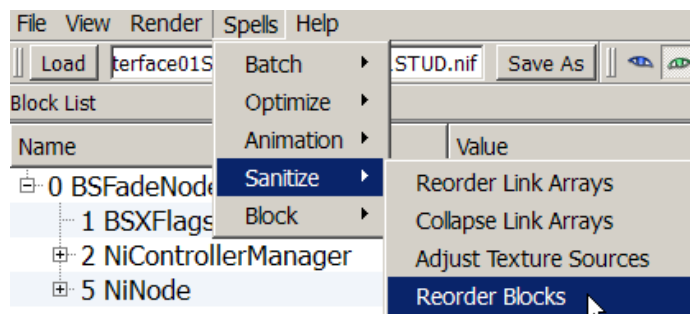 File View Render Spells Help
Load terface01S STUD.nif Save As
Batch
Optimize
Animation
Sanitize
Block
Block List
Name Value
0 BSFadeNode
1 BSXFlags
2 NiControllerManager
5 NiNode
Reorder Link Arrays
Collapse Link Arrays
Adjust Texture Sources
Reorder Blocks